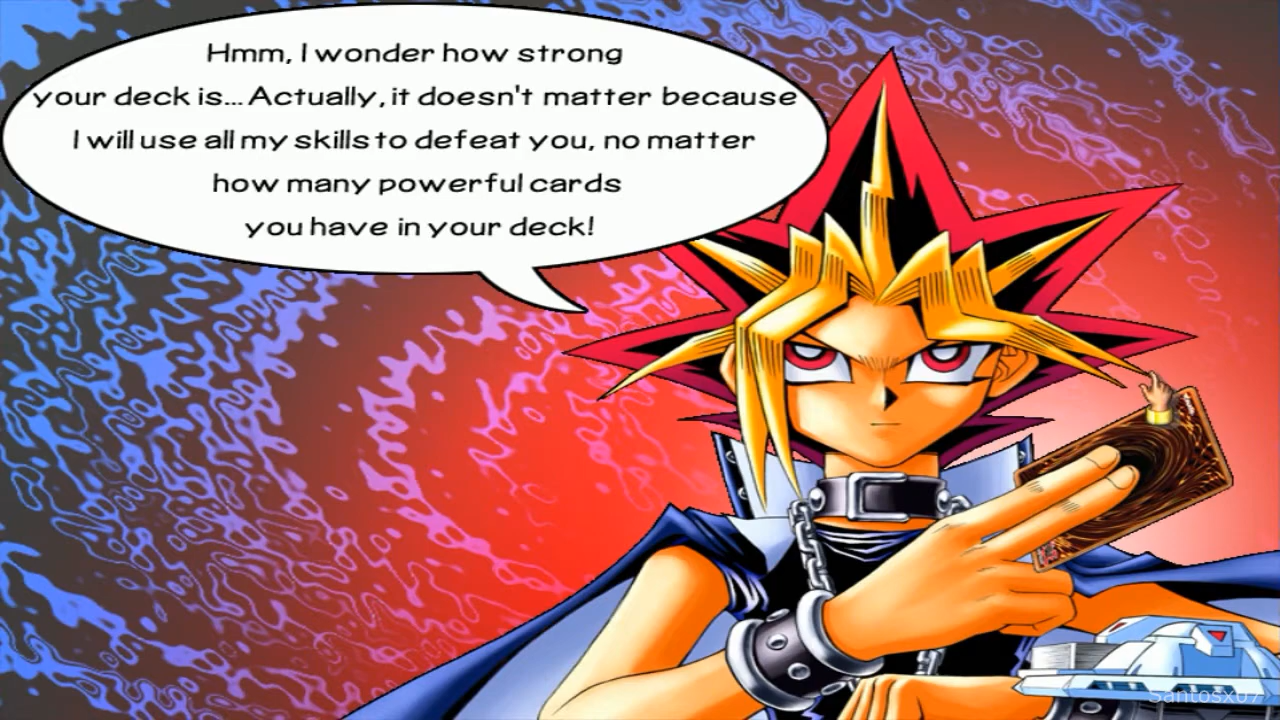 Hmm, I wonder how strong
your deck is... Actually, it doesn't matter because
I will use all my skills to defeat you, no matter
how many powerful cards
you have in your deck!
Santosx07